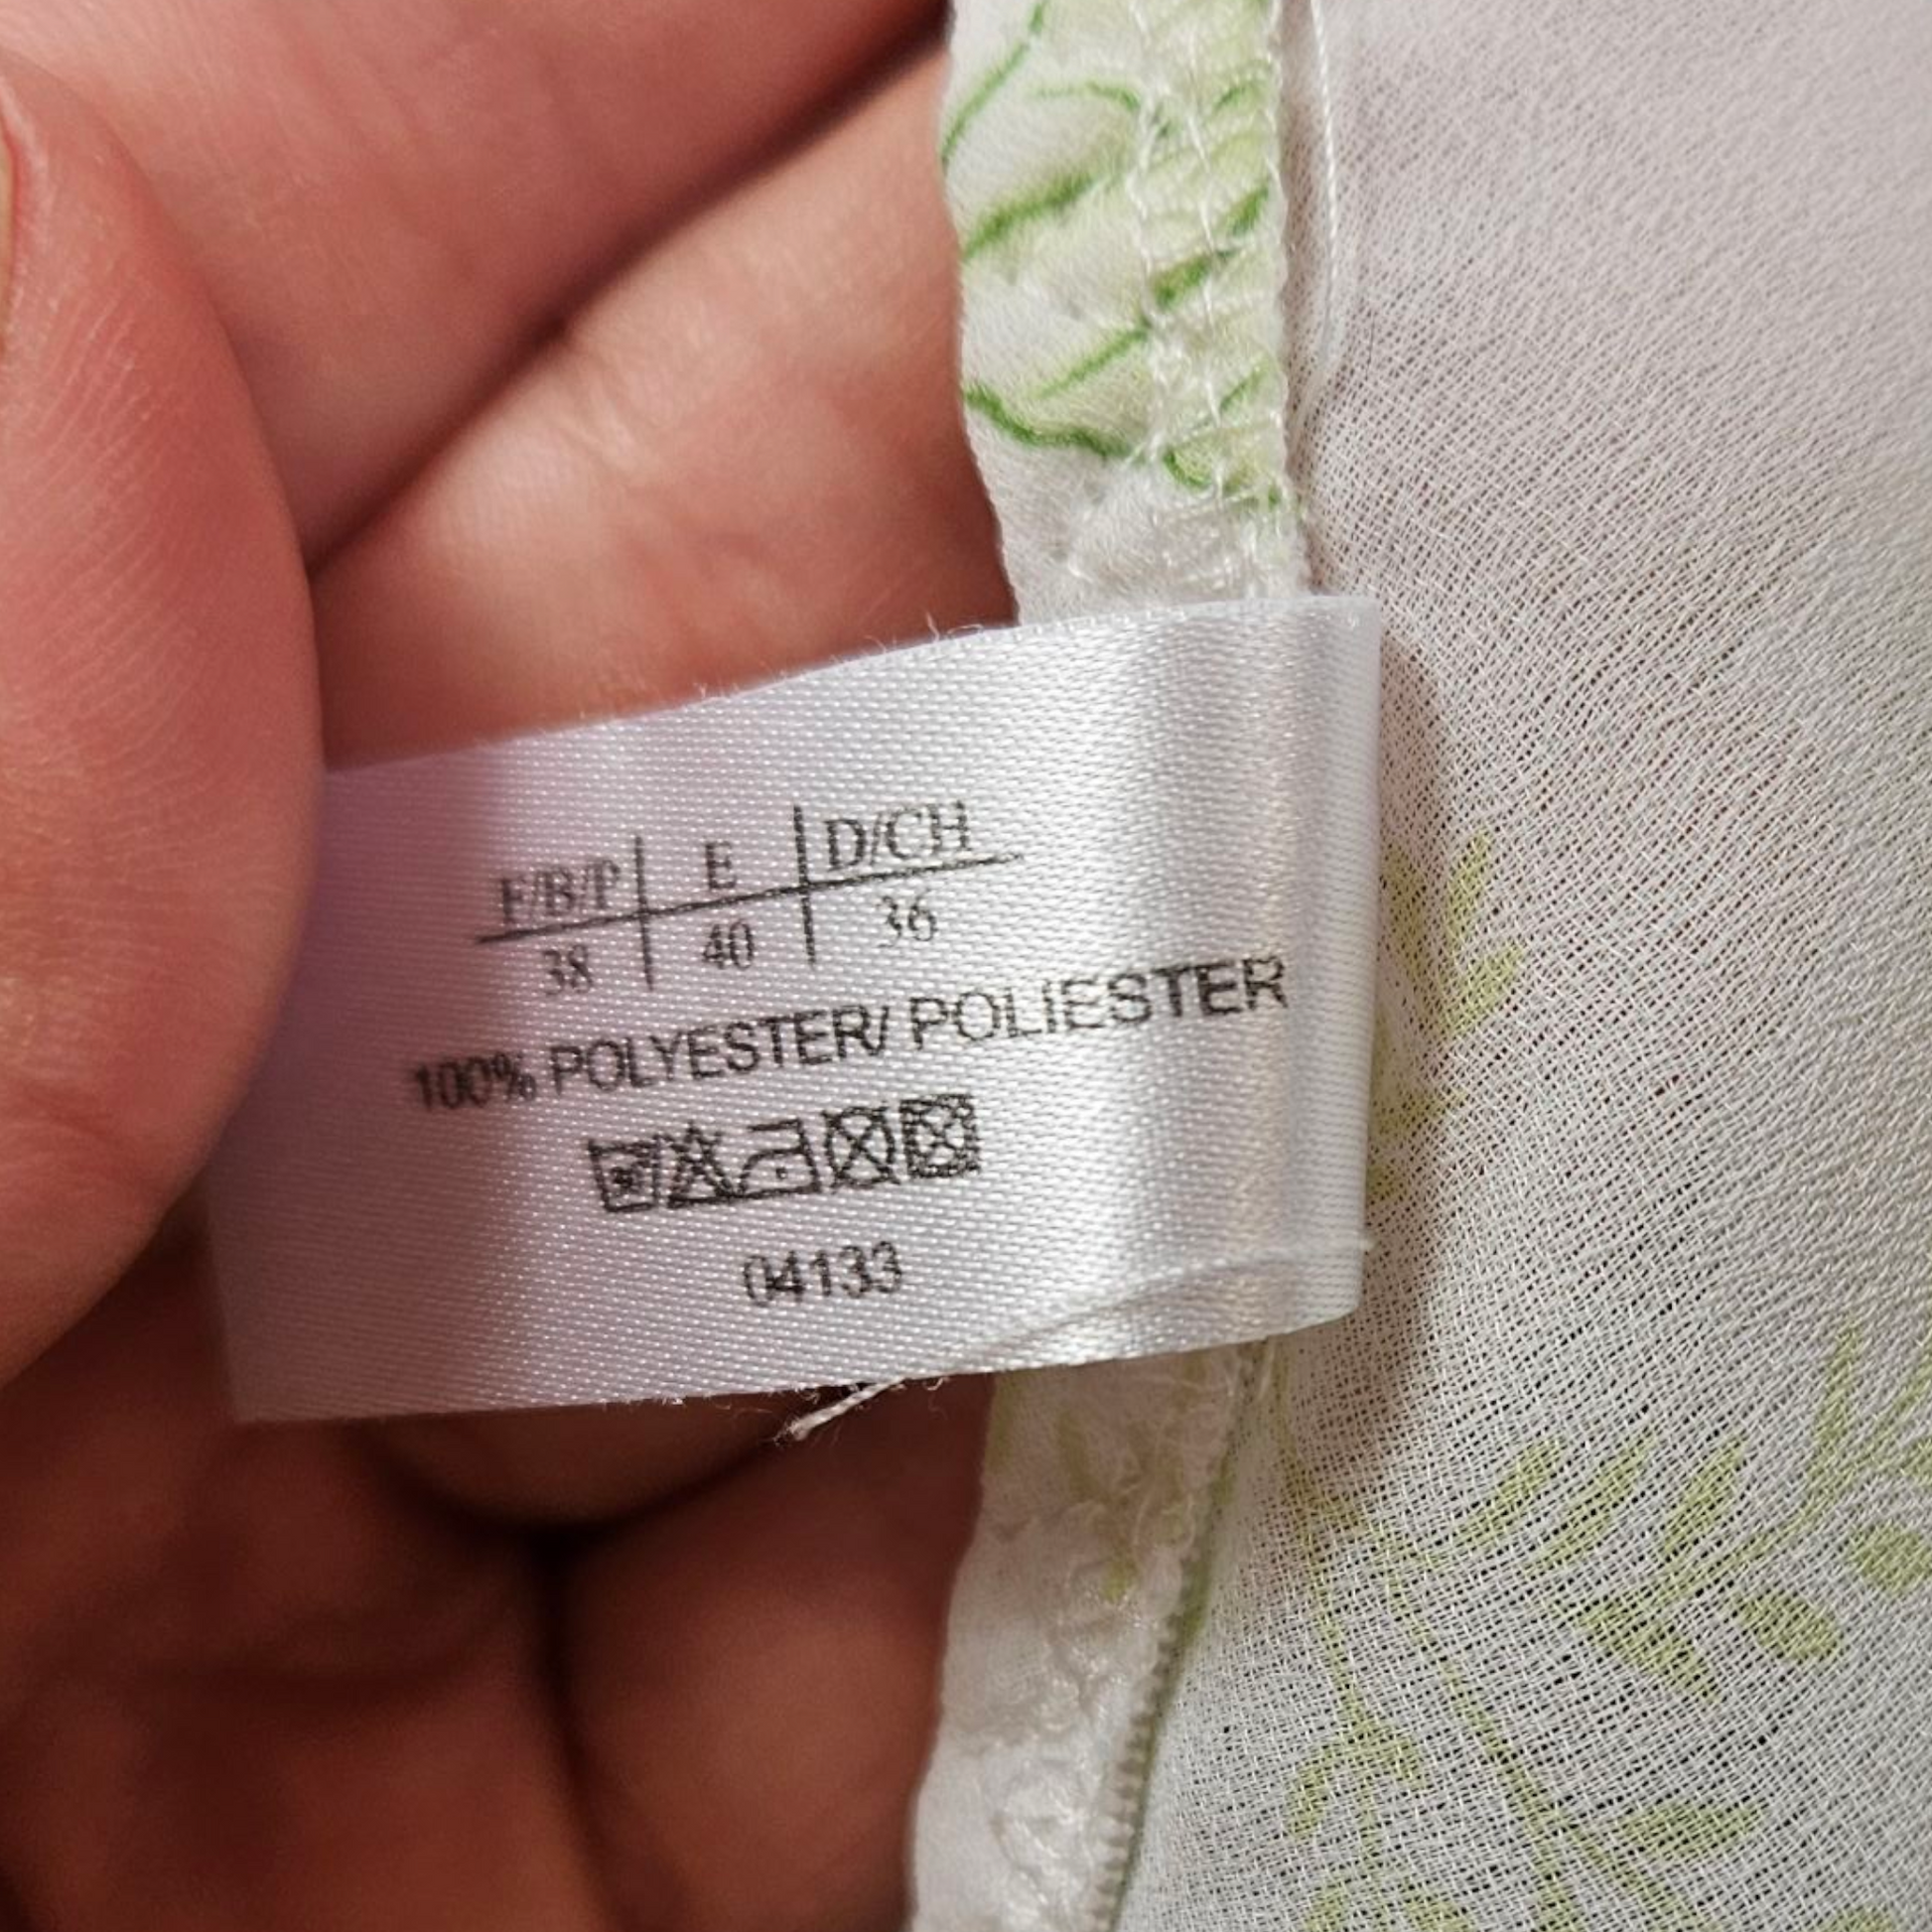 F/B/P E D/CH
38 40 36
100% POLYESTER/ POLIESTER
04133